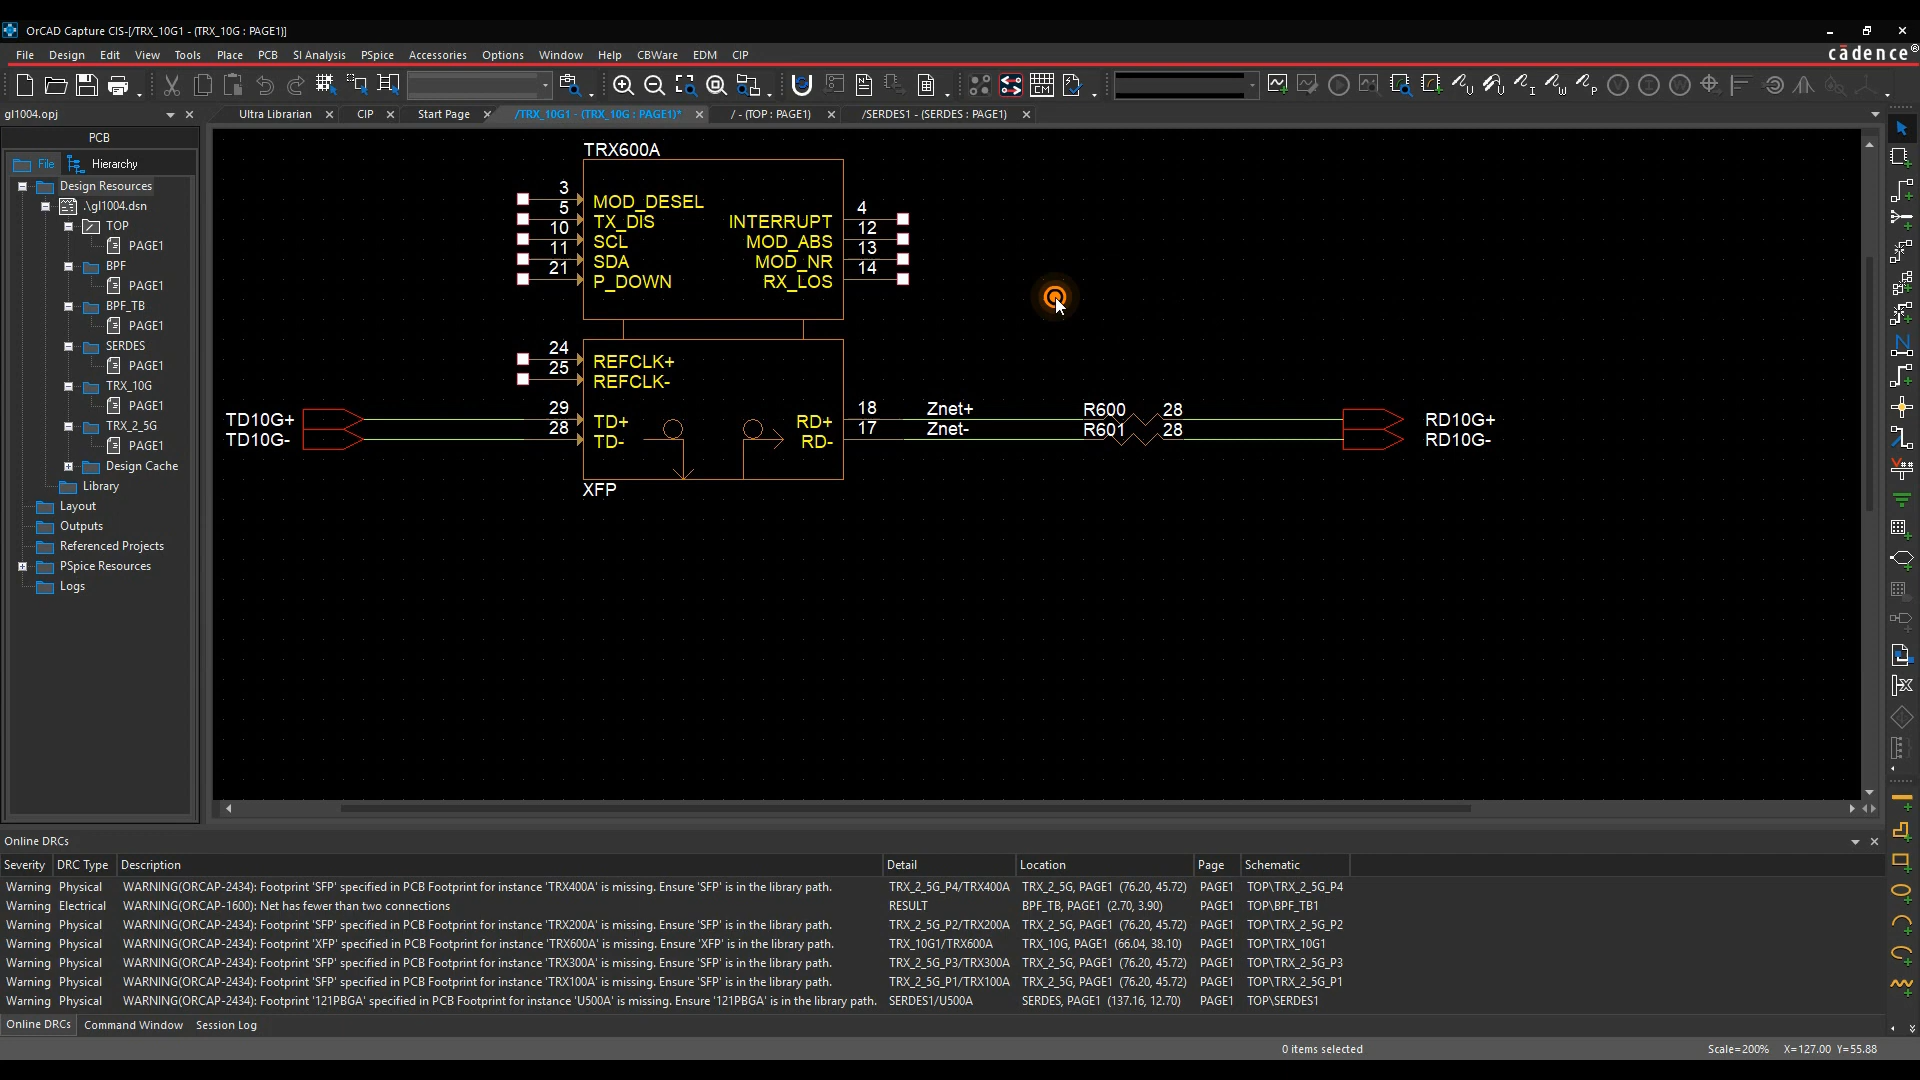 OrCAD Capture CIS-[/TRX_10G1 - (TRX_10G : PAGE1)]
File Design Edit View Tools Place PCB SI Analysis PSpice Accessories Options Window Help CBWare EDM CIP
cādence®
gl1004.opj
Ultra Librarian CIP Start Page /TRX_10G1 - (TRX_10G : PAGE1)* / - (TOP : PAGE1) /SERDES1 - (SERDES : PAGE1)
PCB
File Hierarchy
Design Resources
.\gl1004.dsn
TOP
PAGE1
BPF
PAGE1
BPF_TB
PAGE1
SERDES
PAGE1
TRX_10G
PAGE1
TRX_2_5G
PAGE1
Design Cache
Library
Layout
Outputs
Referenced Projects
PSpice Resources
Logs
TRX600A
3 MOD_DESEL
5 TX_DIS INTERRUPT 4
10 SCL MOD_ABS 12
11 SDA MOD_NR 13
21 P_DOWN RX_LOS 14
24 REFCLK+
25 REFCLK-
TD10G+ 29 TD+ RD+ 18 Znet+ R600 28 RD10G+
TD10G- 28 TD- RD- 17 Znet- R601 28 RD10G-
XFP
Online DRCs
Severity DRC Type Description Detail Location Page Schematic
Warning Physical WARNING(ORCAP-2434): Footprint 'SFP' specified in PCB Footprint for instance 'TRX400A' is missing. Ensure 'SFP' is in the library path. TRX_2_5G_P4/TRX400A TRX_2_5G, PAGE1 (76.20, 45.72) PAGE1 TOP\TRX_2_5G_P4
Warning Electrical WARNING(ORCAP-1600): Net has fewer than two connections RESULT BPF_TB, PAGE1 (2.70, 3.90) PAGE1 TOP\BPF_TB1
Warning Physical WARNING(ORCAP-2434): Footprint 'SFP' specified in PCB Footprint for instance 'TRX200A' is missing. Ensure 'SFP' is in the library path. TRX_2_5G_P2/TRX200A TRX_2_5G, PAGE1 (76.20, 45.72) PAGE1 TOP\TRX_2_5G_P2
Warning Physical WARNING(ORCAP-2434): Footprint 'XFP' specified in PCB Footprint for instance 'TRX600A' is missing. Ensure 'XFP' is in the library path. TRX_10G1/TRX600A TRX_10G, PAGE1 (66.04, 38.10) PAGE1 TOP\TRX_10G1
Warning Physical WARNING(ORCAP-2434): Footprint 'SFP' specified in PCB Footprint for instance 'TRX300A' is missing. Ensure 'SFP' is in the library path. TRX_2_5G_P3/TRX300A TRX_2_5G, PAGE1 (76.20, 45.72) PAGE1 TOP\TRX_2_5G_P3
Warning Physical WARNING(ORCAP-2434): Footprint 'SFP' specified in PCB Footprint for instance 'TRX100A' is missing. Ensure 'SFP' is in the library path. TRX_2_5G_P1/TRX100A TRX_2_5G, PAGE1 (76.20, 45.72) PAGE1 TOP\TRX_2_5G_P1
Warning Physical WARNING(ORCAP-2434): Footprint '121PBGA' specified in PCB Footprint for instance 'U500A' is missing. Ensure '121PBGA' is in the library path. SERDES1/U500A SERDES, PAGE1 (137.16, 12.70) PAGE1 TOP\SERDES1
Online DRCs Command Window Session Log
0 items selected Scale=200% X=127.00 Y=55.88